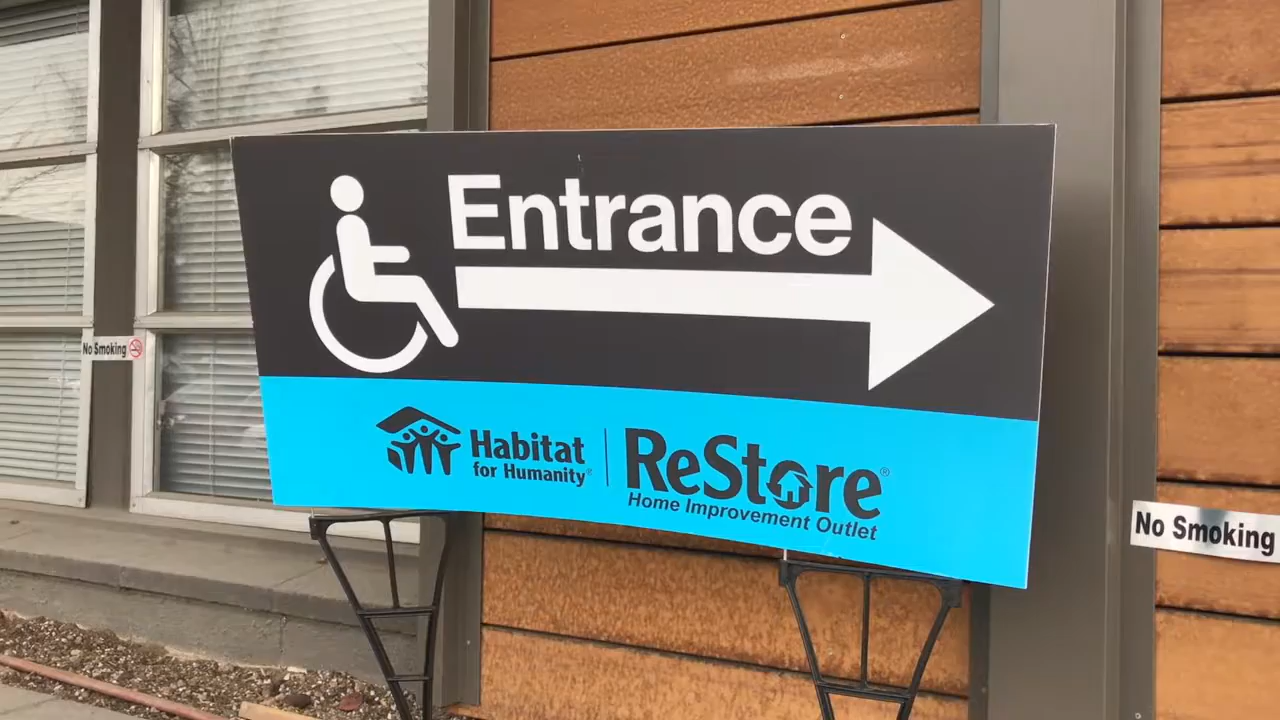 Entrance
No Smoking
Habitat
for Humanity®
ReStore®
Home Improvement Outlet
No Smoking